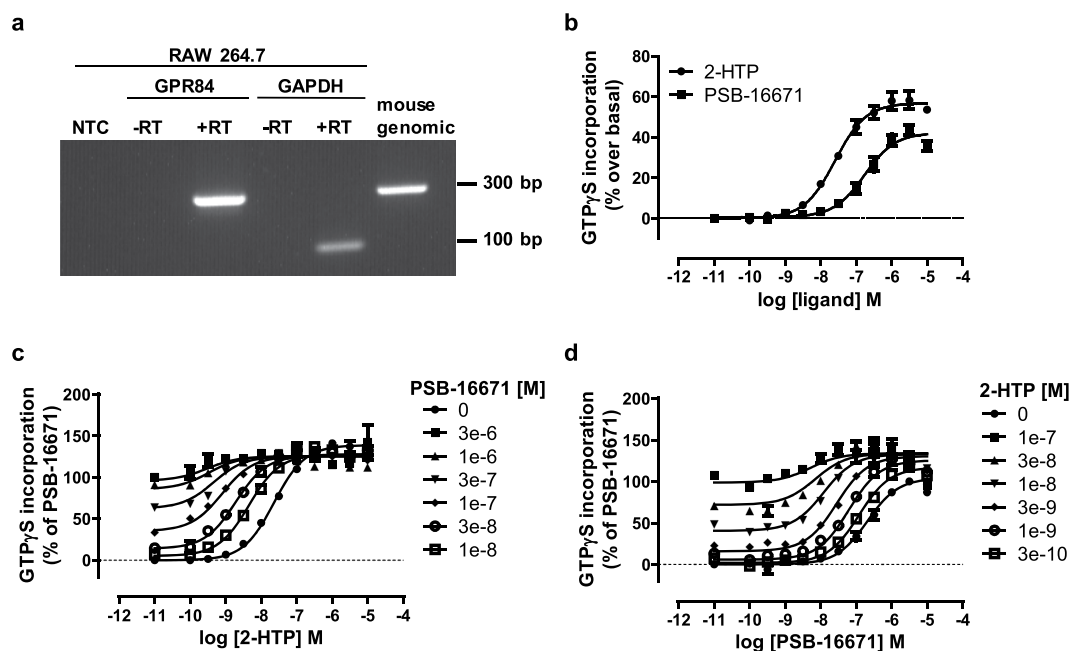 a
RAW 264.7
GPR84 GAPDH
mouse
NTC -RT +RT -RT +RT genomic
300 bp
100 bp
b
GTPγS incorporation
(% over basal)
80
60
40
20
0
2-HTP
PSB-16671
-12 -11 -10 -9 -8 -7 -6 -5 -4
log [ligand] M
c
GTPγS incorporation
(% of PSB-16671)
200
150
100
50
0
-12 -11 -10 -9 -8 -7 -6 -5 -4
log [2-HTP] M
PSB-16671 [M]
0
3e-6
1e-6
3e-7
1e-7
3e-8
1e-8
d
GTPγS incorporation
(% of PSB-16671)
200
150
100
50
0
-12 -11 -10 -9 -8 -7 -6 -5 -4
log [PSB-16671] M
2-HTP [M]
0
1e-7
3e-8
1e-8
3e-9
1e-9
3e-10